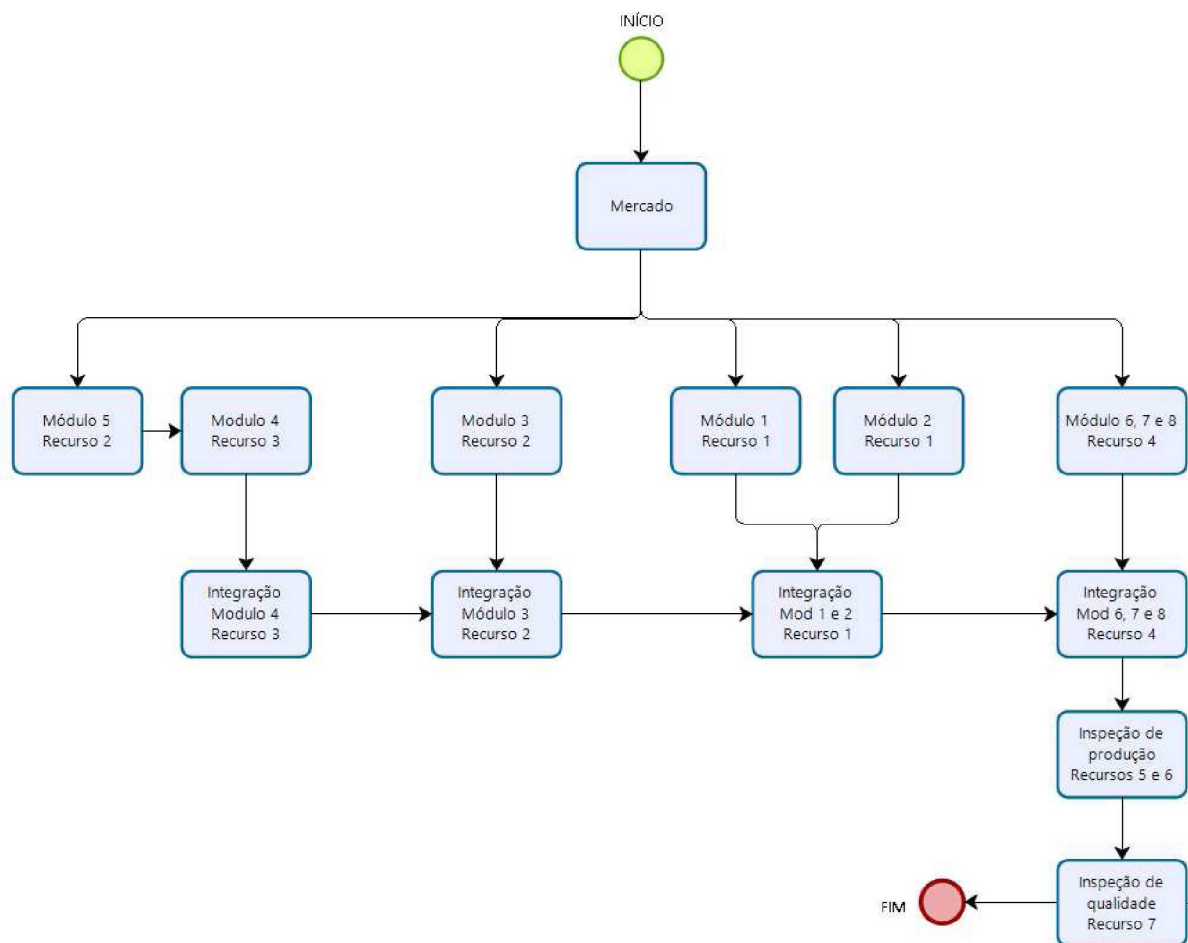 INÍCIO
Mercado
Módulo 5
Recurso 2
Modulo 4
Recurso 3
Modulo 3
Recurso 2
Módulo 1
Recurso 1
Módulo 2
Recurso 1
Módulo 6, 7 e 8
Recurso 4
Integração
Modulo 4
Recurso 3
Integração
Módulo 3
Recurso 2
Integração
Mod 1 e 2
Recurso 1
Integração
Mod 6, 7 e 8
Recurso 4
Inspeção de
produção
Recursos 5 e 6
Inspeção de
qualidade
Recurso 7
FIM